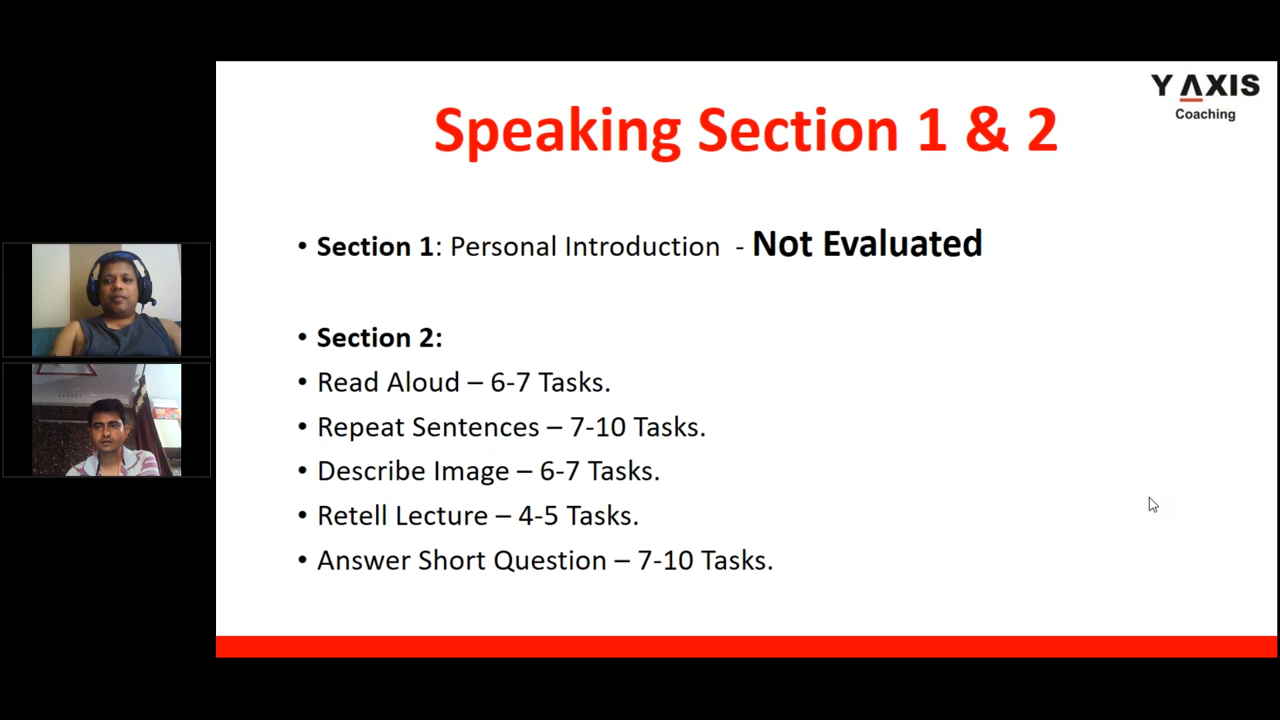 Y AXIS
Coaching
Speaking Section 1 & 2
• Section 1: Personal Introduction - Not Evaluated
• Section 2:
• Read Aloud – 6-7 Tasks.
• Repeat Sentences – 7-10 Tasks.
• Describe Image – 6-7 Tasks.
• Retell Lecture – 4-5 Tasks.
• Answer Short Question – 7-10 Tasks.